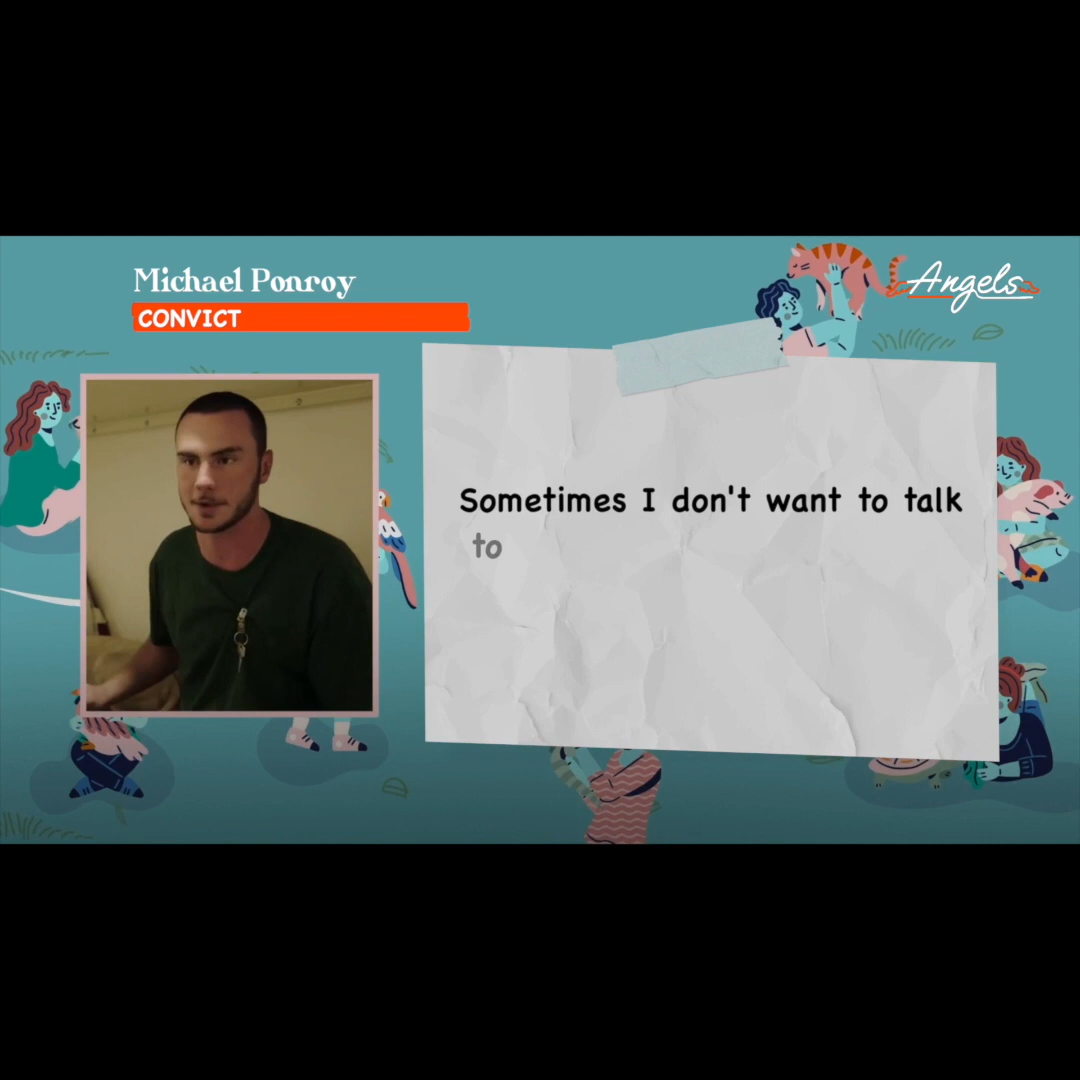 Michael Ponroy
CONVICT
Angels
Sometimes I don't want to talk
to